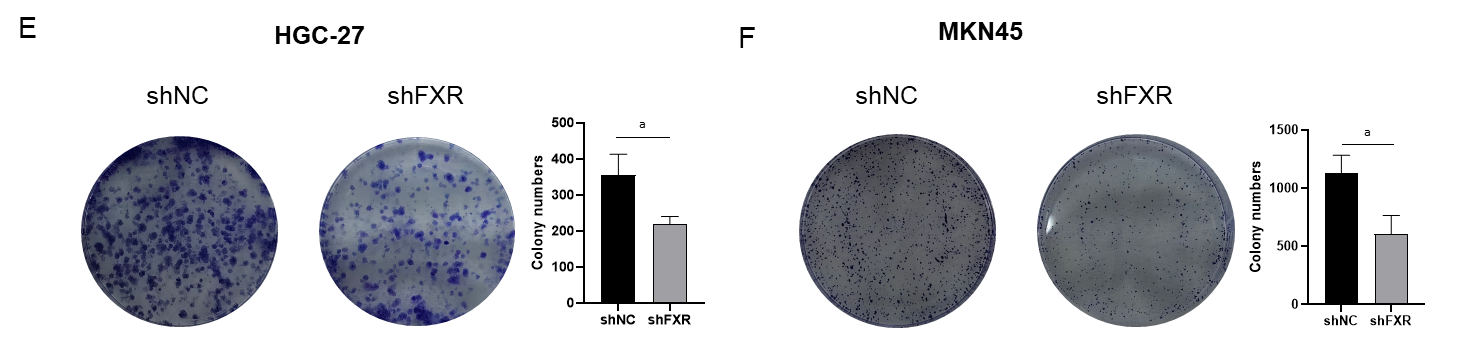 E
HGC-27
shNC
shFXR
Colony numbers
500
400
300
200
100
0
a
shNC
shFXR
F
MKN45
shNC
shFXR
Colony numbers
1500
1000
500
0
a
shNC
shFXR